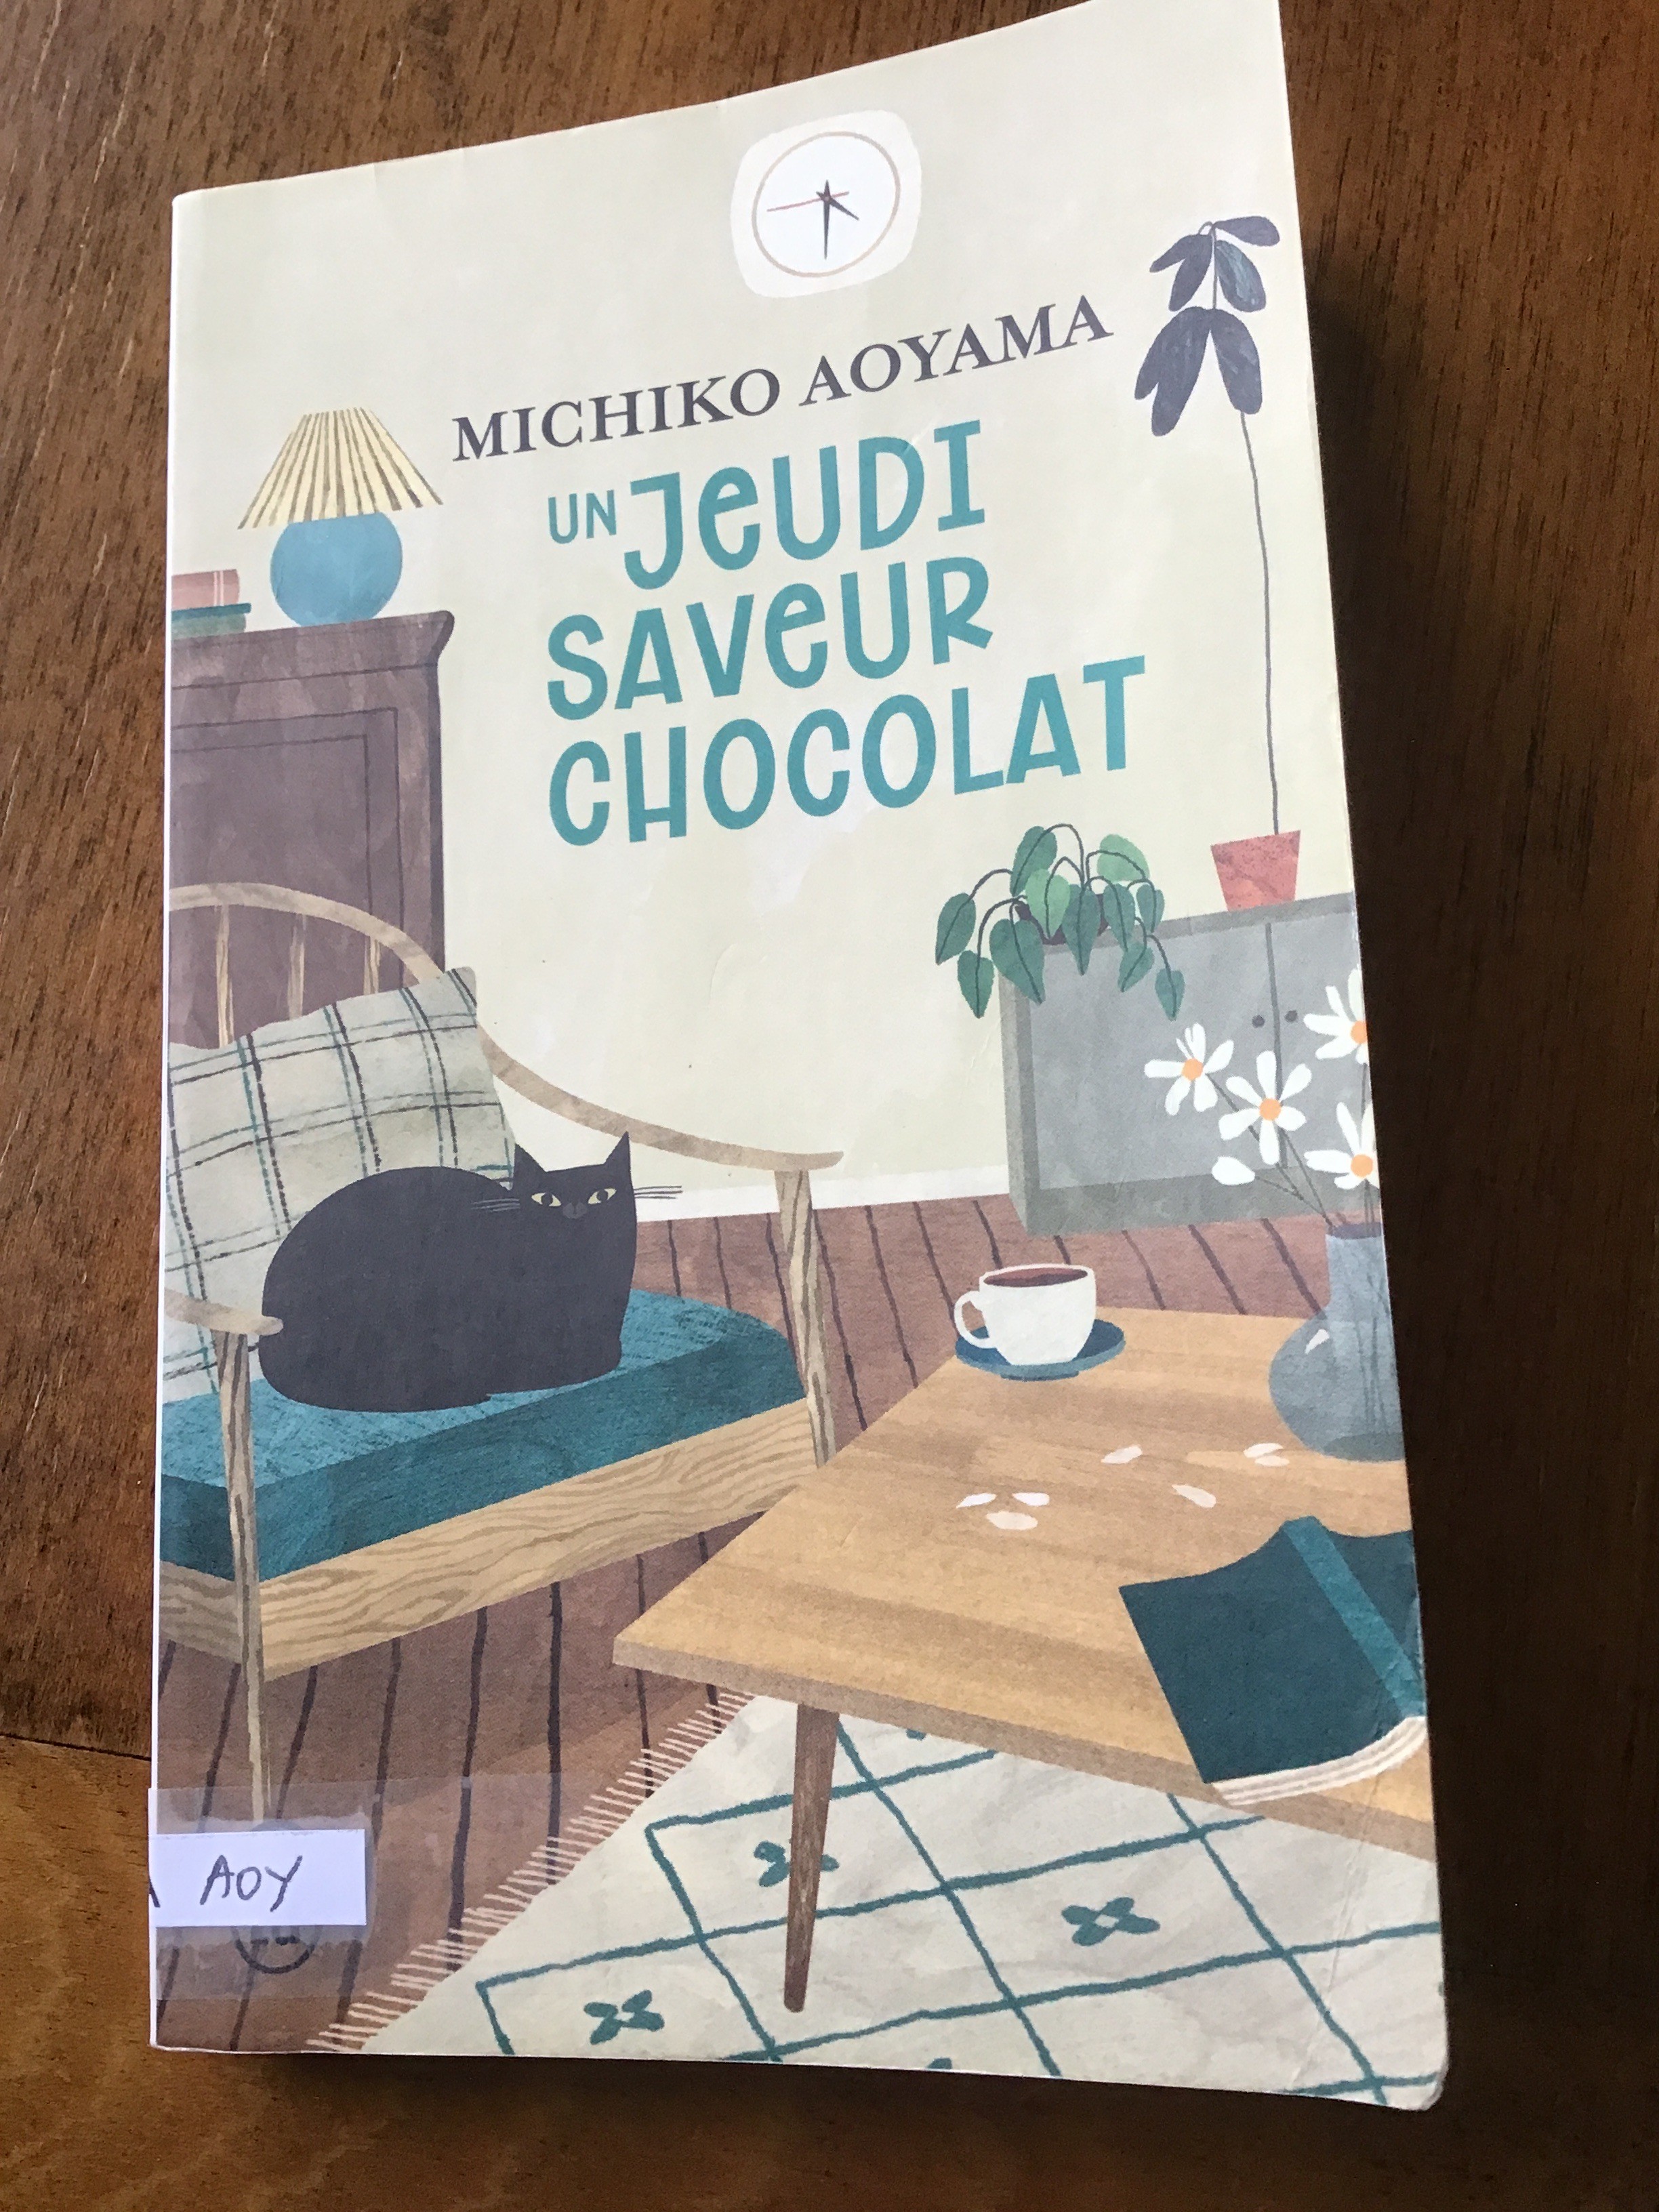 MICHIKO AOYAMA
UN JeUDI
SAVeUR
CHOCOLAT
AOY